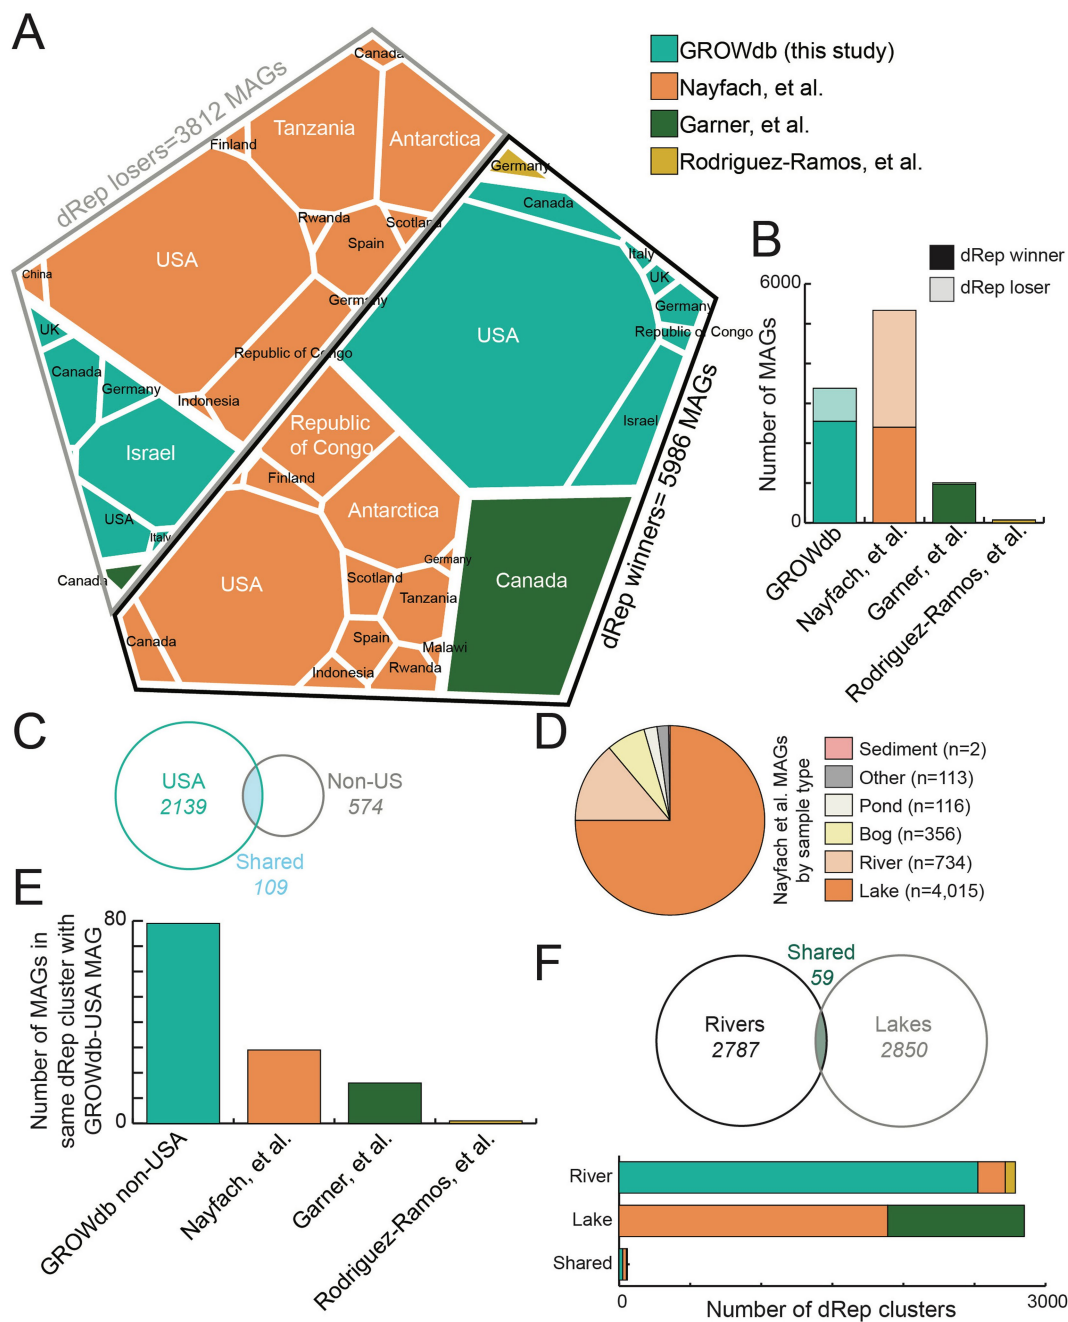 A
dRep losers=3812 MAGs
Canada
Tanzania
Antarctica
Finland
Rwanda
Scotland
Spain
USA
China
Germany
UK
Republic of Congo
Canada
Germany
Indonesia
Israel
USA
Italy
Canada
Germany
Canada
Italy
UK
Germany
Republic of Congo
USA
Israel
Republic
of Congo
Finland
Antarctica
USA
Germany
Scotland
Tanzania
Canada
Spain
Malawi
Rwanda
Indonesia
Canada
dRep winners= 5986 MAGs
GROWdb (this study)
Nayfach, et al.
Garner, et al.
Rodriguez-Ramos, et al.
B
dRep winner
dRep loser
6000
Number of MAGs
0
GROWdb
Nayfach, et al.
Garner, et al.
Rodriguez-Ramos, et al.
C
USA
2139
Non-US
574
Shared
109
D
Nayfach et al. MAGs
by sample type
Sediment (n=2)
Other (n=113)
Pond (n=116)
Bog (n=356)
River (n=734)
Lake (n=4,015)
E
80
Number of MAGs in
same dRep cluster with
GROWdb-USA MAG
0
GROWdb non-USA
Nayfach, et al.
Garner, et al.
Rodriguez-Ramos, et al.
F
Shared
59
Rivers
2787
Lakes
2850
River
Lake
Shared
0
3000
Number of dRep clusters